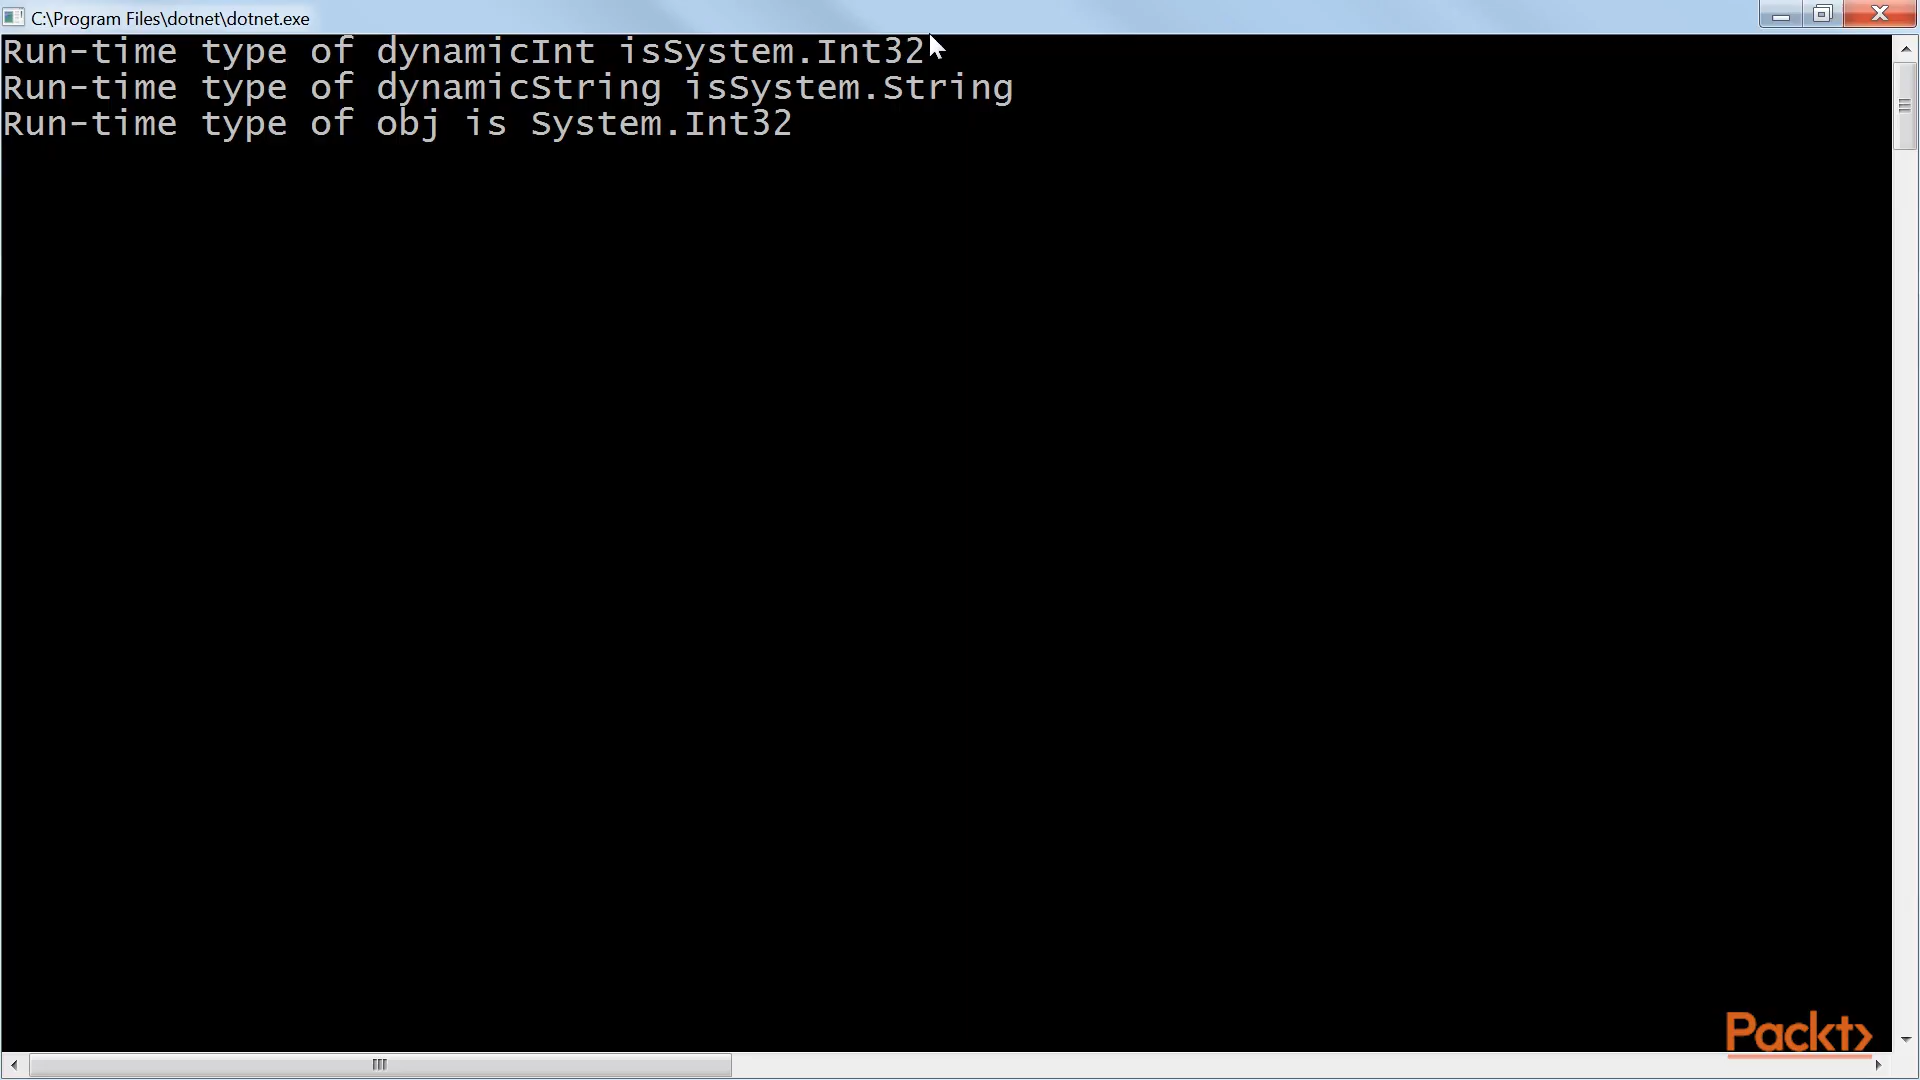 C:\Program Files\dotnet\dotnet.exe
Run-time type of dynamicInt isSystem.Int32
Run-time type of dynamicString isSystem.String
Run-time type of obj is System.Int32
Packt>